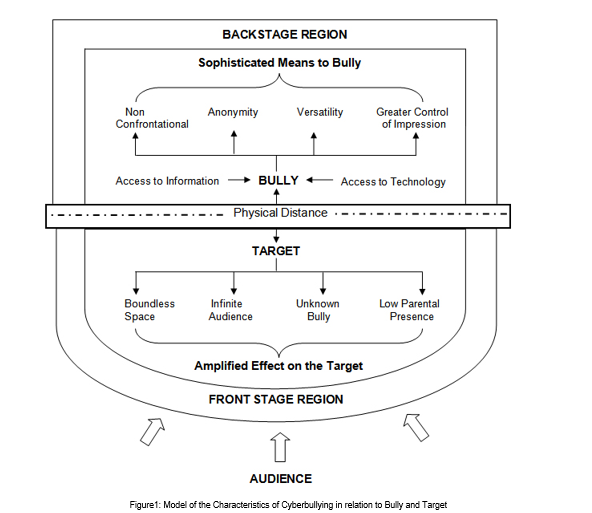 BACKSTAGE REGION
Sophisticated Means to Bully
Non
Confrontational
Anonymity
Versatility
Greater Control
of Impression
Access to Information
BULLY
Access to Technology
Physical Distance
TARGET
Boundless
Space
Infinite
Audience
Unknown
Bully
Low Parental
Presence
Amplified Effect on the Target
FRONT STAGE REGION
AUDIENCE
Figure1: Model of the Characteristics of Cyberbullying in relation to Bully and Target